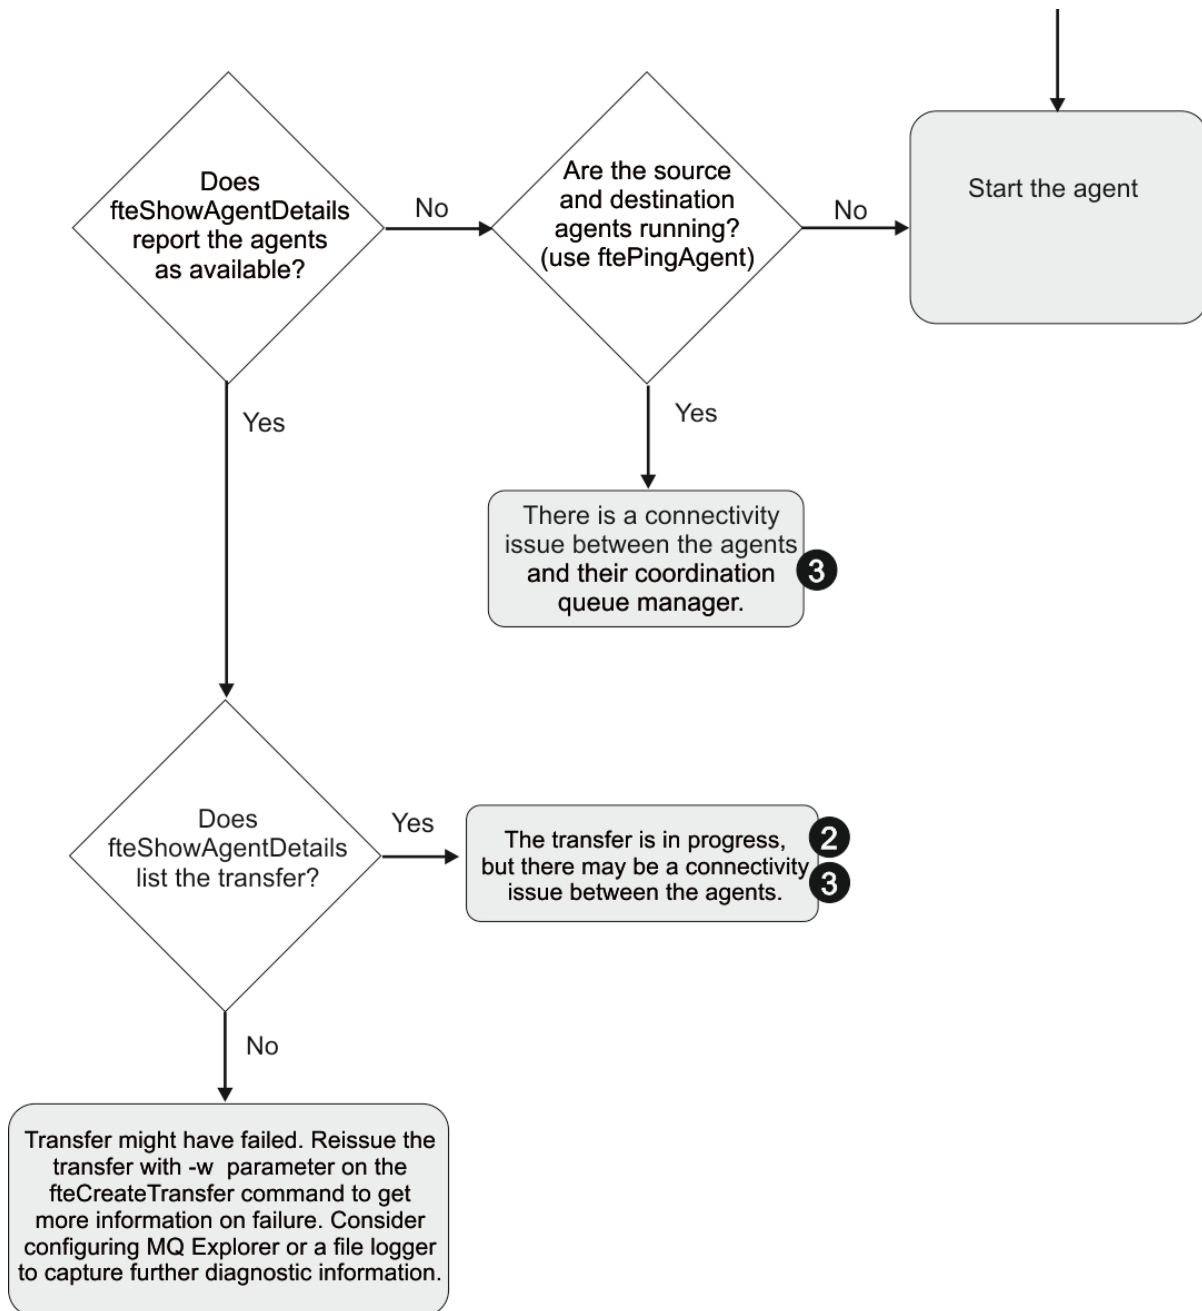 Does
fteShowAgentDetails
report the agents
as available?
No
Are the source
and destination
agents running?
(use ftePingAgent)
No
Start the agent
Yes
Yes
There is a connectivity
issue between the agents
and their coordination
queue manager.
3
Does
fteShowAgentDetails
list the transfer?
Yes
The transfer is in progress,
but there may be a connectivity
issue between the agents.
2
3
No
Transfer might have failed. Reissue the
transfer with -w parameter on the
fteCreateTransfer command to get
more information on failure. Consider
configuring MQ Explorer or a file logger
to capture further diagnostic information.